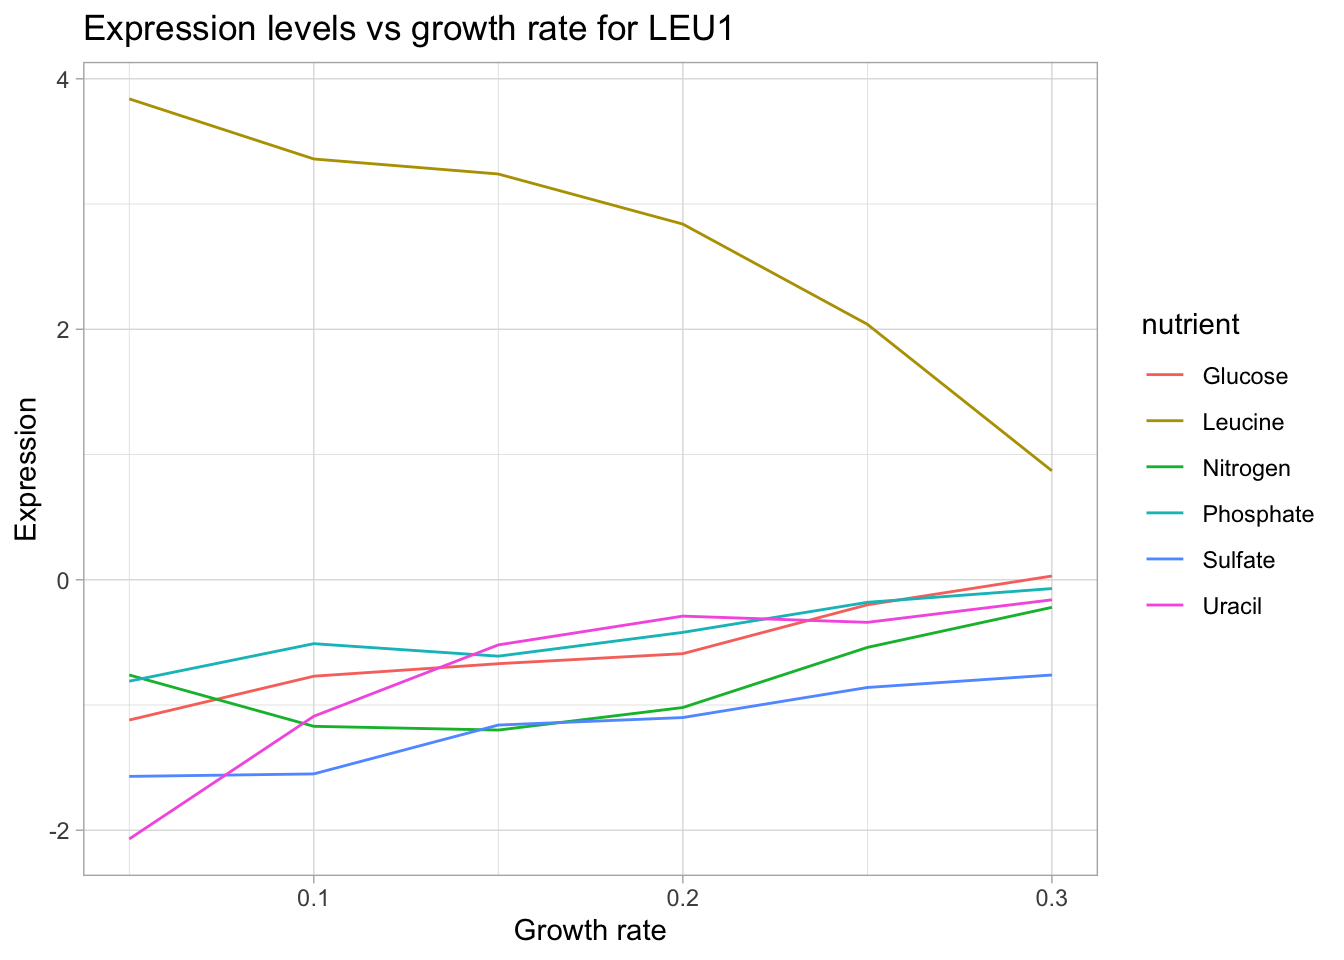 Expression levels vs growth rate for LEU1
4
2
0
-2
Expression
0.1
0.2
0.3
Growth rate
nutrient
Glucose
Leucine
Nitrogen
Phosphate
Sulfate
Uracil